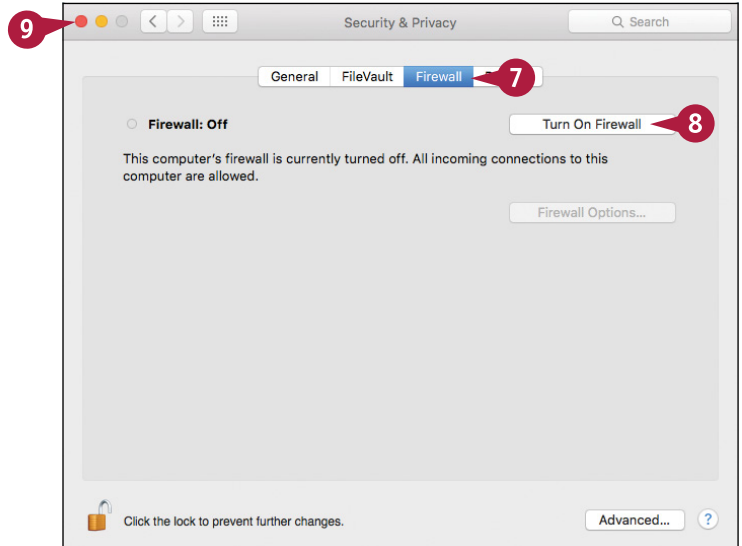 9
Security & Privacy
Search
General FileVault Firewall
7
Firewall: Off
Turn On Firewall
8
This computer's firewall is currently turned off. All incoming connections to this
computer are allowed.
Firewall Options...
Click the lock to prevent further changes.
Advanced...
?